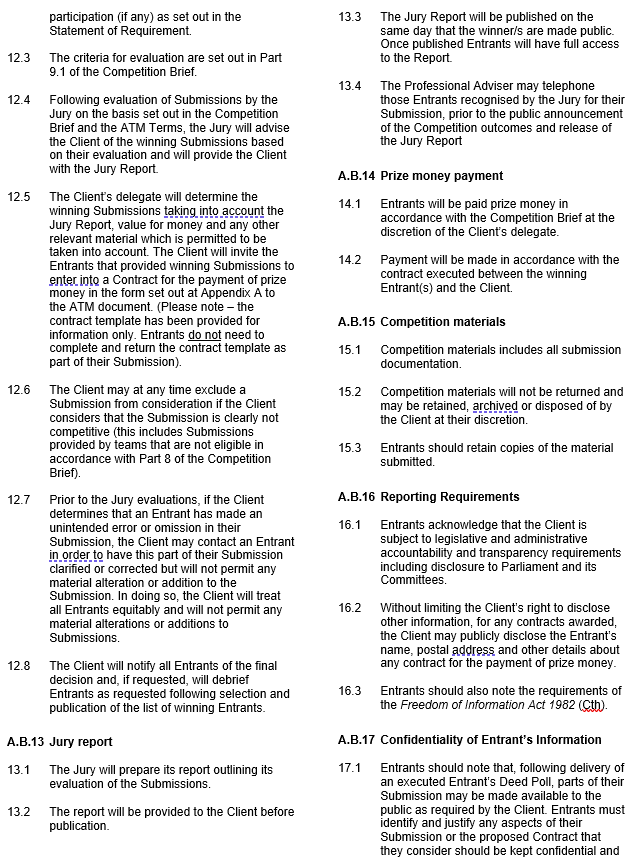 participation (if any) as set out in the
Statement of Requirement.
12.3 The criteria for evaluation are set out in Part
9.1 of the Competition Brief.
12.4 Following evaluation of Submissions by the
Jury on the basis set out in the Competition
Brief and the ATM Terms, the Jury will advise
the Client of the winning Submissions based
on their evaluation and will provide the Client
with the Jury Report.
12.5 The Client's delegate will determine the
winning Submissions taking into account the
Jury Report, value for money and any other
relevant material which is permitted to be
taken into account. The Client will invite the
Entrants that provided winning Submissions to
enter into a Contract for the payment of prize
money in the form set out at Appendix A to
the ATM document. (Please note – the
contract template has been provided for
information only. Entrants do not need to
complete and return the contract template as
part of their Submission).
12.6 The Client may at any time exclude a
Submission from consideration if the Client
considers that the Submission is clearly not
competitive (this includes Submissions
provided by teams that are not eligible in
accordance with Part 8 of the Competition
Brief).
12.7 Prior to the Jury evaluations, if the Client
determines that an Entrant has made an
unintended error or omission in their
Submission, the Client may contact an Entrant
in order to have this part of their Submission
clarified or corrected but will not permit any
material alteration or addition to the
Submission. In doing so, the Client will treat
all Entrants equitably and will not permit any
material alterations or additions to
Submissions.
12.8 The Client will notify all Entrants of the final
decision and, if requested, will debrief
Entrants as requested following selection and
publication of the list of winning Entrants.
A.B.13 Jury report
13.1 The Jury will prepare its report outlining its
evaluation of the Submissions.
13.2 The report will be provided to the Client before
publication.
13.3 The Jury Report will be published on the
same day that the winner/s are made public.
Once published Entrants will have full access
to the Report.
13.4 The Professional Adviser may telephone
those Entrants recognised by the Jury for their
Submission, prior to the public announcement
of the Competition outcomes and release of
the Jury Report
A.B.14 Prize money payment
14.1 Entrants will be paid prize money in
accordance with the Competition Brief at the
discretion of the Client's delegate.
14.2 Payment will be made in accordance with the
contract executed between the winning
Entrant(s) and the Client.
A.B.15 Competition materials
15.1 Competition materials includes all submission
documentation.
15.2 Competition materials will not be returned and
may be retained, archived or disposed of by
the Client at their discretion.
15.3 Entrants should retain copies of the material
submitted.
A.B.16 Reporting Requirements
16.1 Entrants acknowledge that the Client is
subject to legislative and administrative
accountability and transparency requirements
including disclosure to Parliament and its
Committees.
16.2 Without limiting the Client's right to disclose
other information, for any contracts awarded,
the Client may publicly disclose the Entrant's
name, postal address and other details about
any contract for the payment of prize money.
16.3 Entrants should also note the requirements of
the Freedom of Information Act 1982 (Cth).
A.B.17 Confidentiality of Entrant's Information
17.1 Entrants should note that, following delivery of
an executed Entrant's Deed Poll, parts of their
Submission may be made available to the
public as required by the Client. Entrants must
identify and justify any aspects of their
Submission or the proposed Contract that
they consider should be kept confidential and